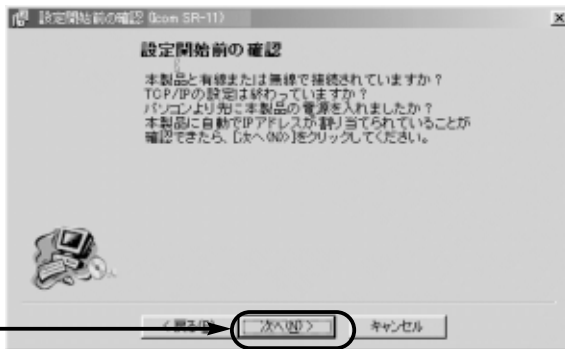 設定開始前の確認 (Icom SR-11)
設定開始前の確認
本製品と有線または無線で接続されていますか？
TCP/IPの設定は終わっていますか？
パソコンより先に本製品の電源を入れましたか？
本製品に自動でIPアドレスが割り当てられていることが
確認できたら、[次へ(N)>]をクリックしてください。
< 戻る(B) 次へ(N) > キャンセル